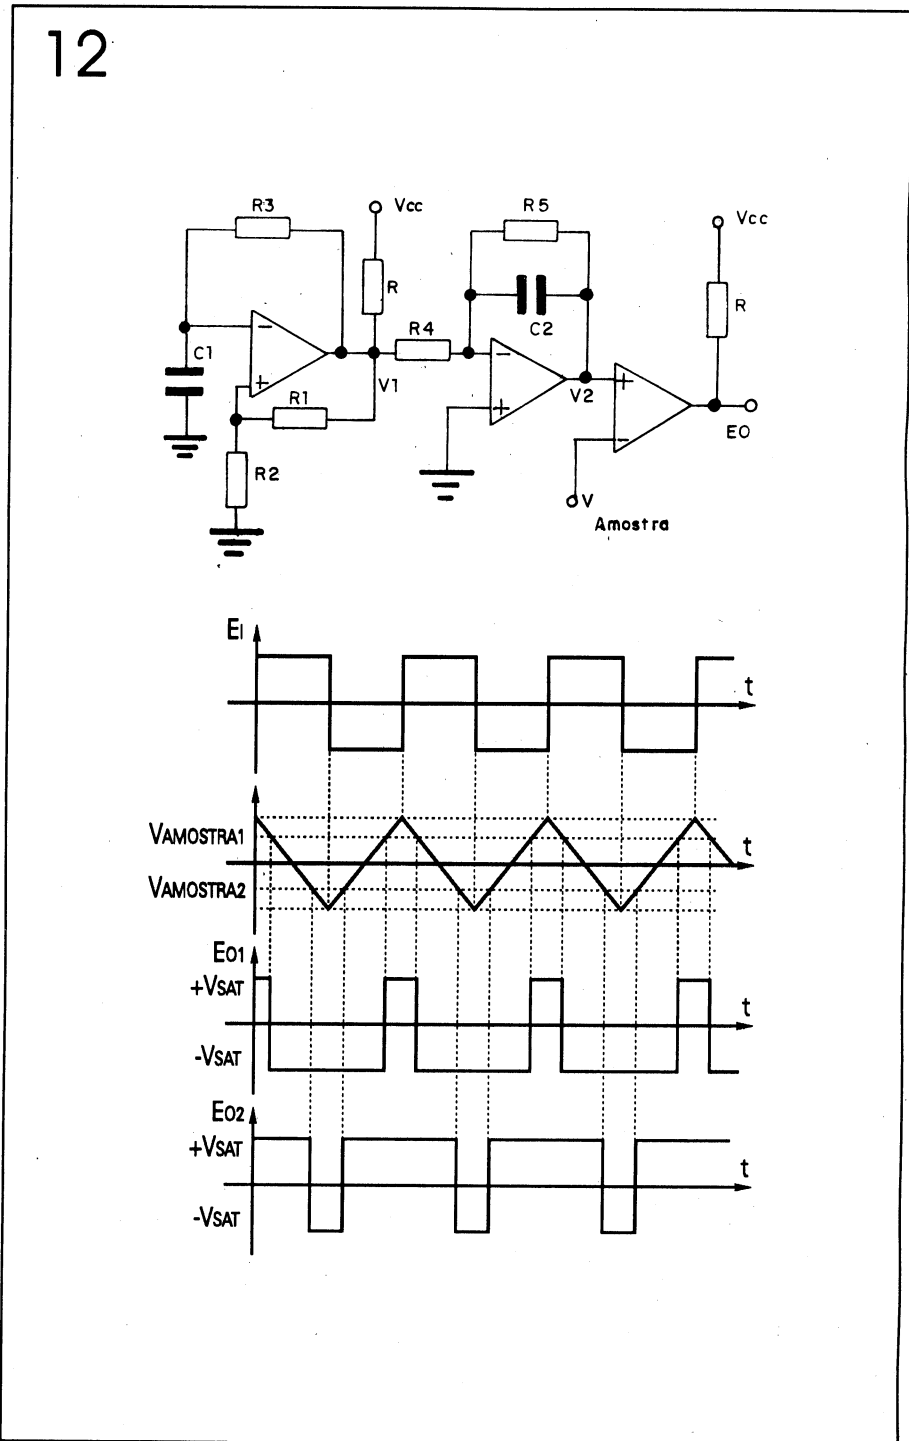 12
R3
Vcc
R5
Vcc
R
R
C1
R4
C2
−
+
R1
V1
−
+
V2
+
−
EO
R2
V
Amostra
EI
t
VAMOSTRA1
t
VAMOSTRA2
EO1
+VSAT
t
-VSAT
EO2
+VSAT
t
-VSAT